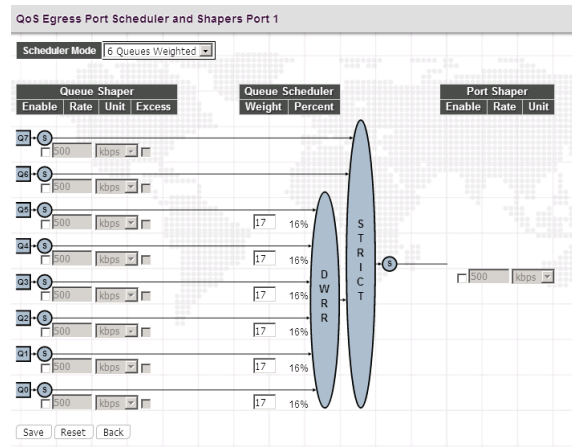 QoS Egress Port Scheduler and Shapers Port 1
Scheduler Mode 6 Queues Weighted
Queue Shaper Queue Scheduler Port Shaper
Enable Rate Unit Excess Weight Percent Enable Rate Unit
Q7 S
500 kbps
Q6 S
500 kbps
Q5 S
500 kbps 17 16%
Q4 S
500 kbps 17 16%
Q3 S
500 kbps 17 16%
Q2 S
500 kbps 17 16%
Q1 S
500 kbps 17 16%
Q0 S
500 kbps 17 16%
DWRR
STRICT
S
500 kbps
Save Reset Back